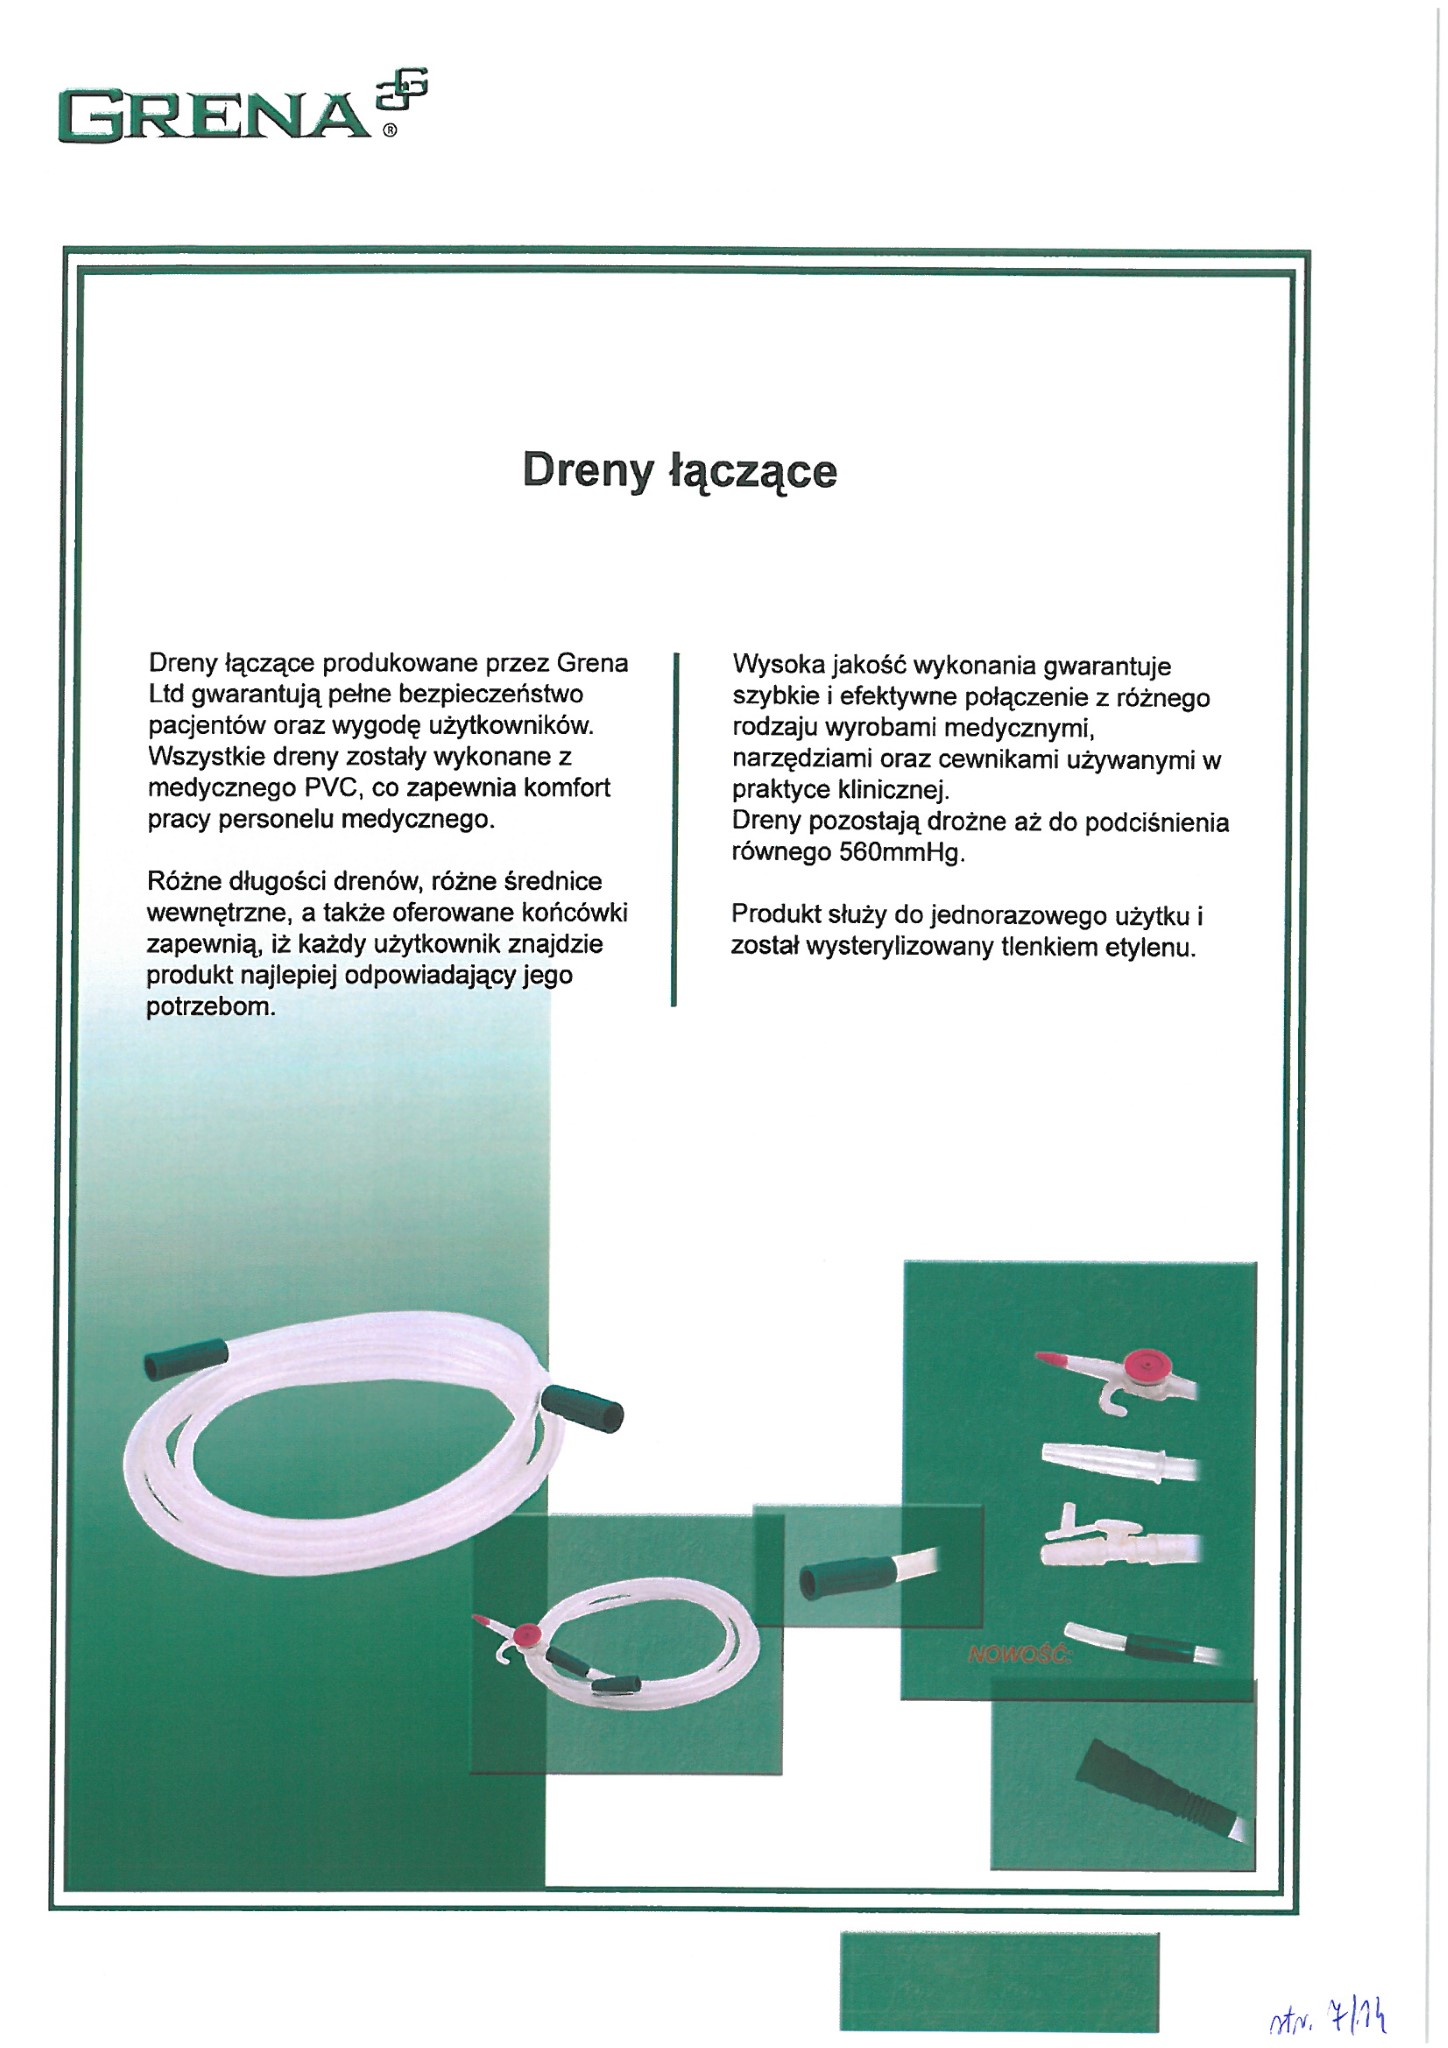 GRENA
®
Dreny łączące
Dreny łączące produkowane przez Grena
Ltd gwarantują pełne bezpieczeństwo
pacjentów oraz wygodę użytkowników.
Wszystkie dreny zostały wykonane z
medycznego PVC, co zapewnia komfort
pracy personelu medycznego.
Różne długości drenów, różne średnice
wewnętrzne, a także oferowane końcówki
zapewnią, iż każdy użytkownik znajdzie
produkt najlepiej odpowiadający jego
potrzebom.
Wysoka jakość wykonania gwarantuje
szybkie i efektywne połączenie z różnego
rodzaju wyrobami medycznymi,
narzędziami oraz cewnikami używanymi w
praktyce klinicznej.
Dreny pozostają drożne aż do podciśnienia
równego 560mmHg.
Produkt służy do jednorazowego użytku i
został wysterylizowany tlenkiem etylenu.
NOWOŚĆ:
str. 7/14